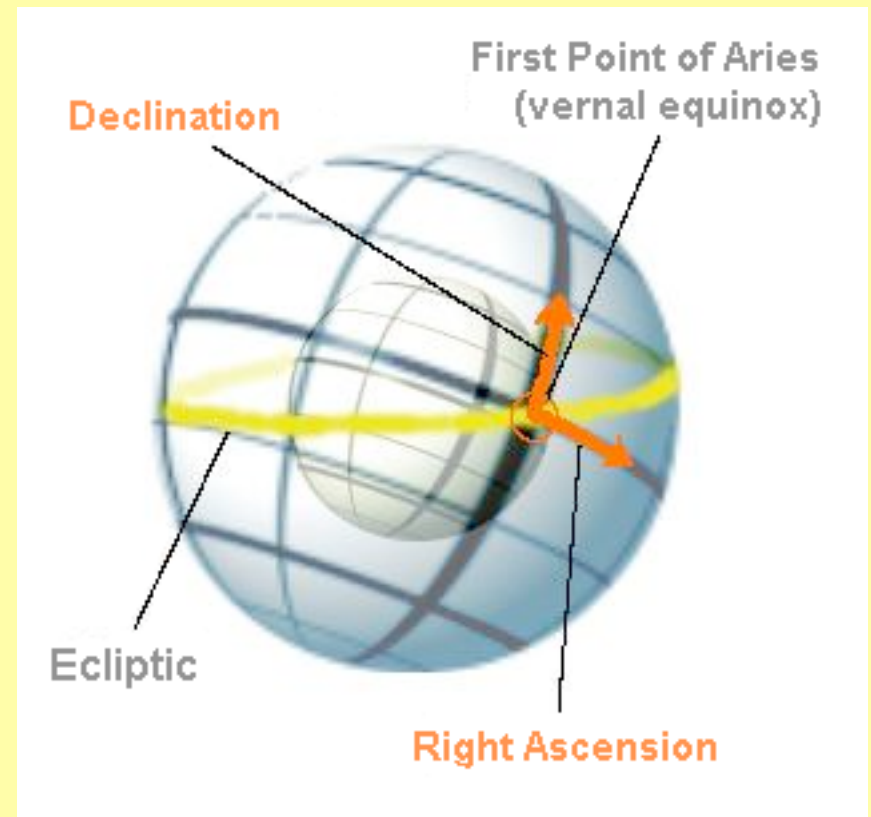 First Point of Aries
(vernal equinox)
Declination
Ecliptic
Right Ascension